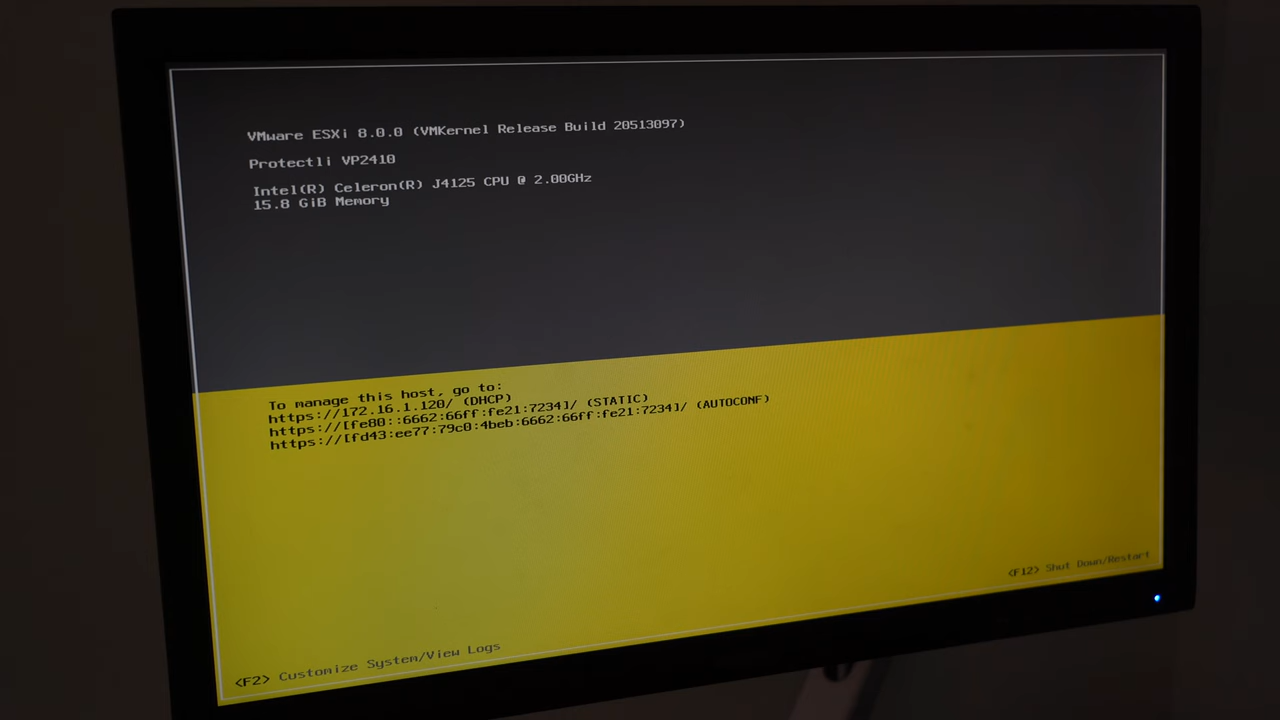 VMware ESXi 8.0.0 (VMKernel Release Build 20513097)
Protectli VP2410
Intel(R) Celeron(R) J4125 CPU @ 2.00GHz
15.8 GiB Memory
To manage this host, go to:
https://172.16.1.120/ (DHCP)
https://[fe80::6662:66ff:fe21:7234]/ (STATIC)
https://[fd43:ee77:79c0:4beb:6662:66ff:fe21:7234]/ (AUTOCONF)
<F2> Customize System/View Logs
<F12> Shut Down/Restart